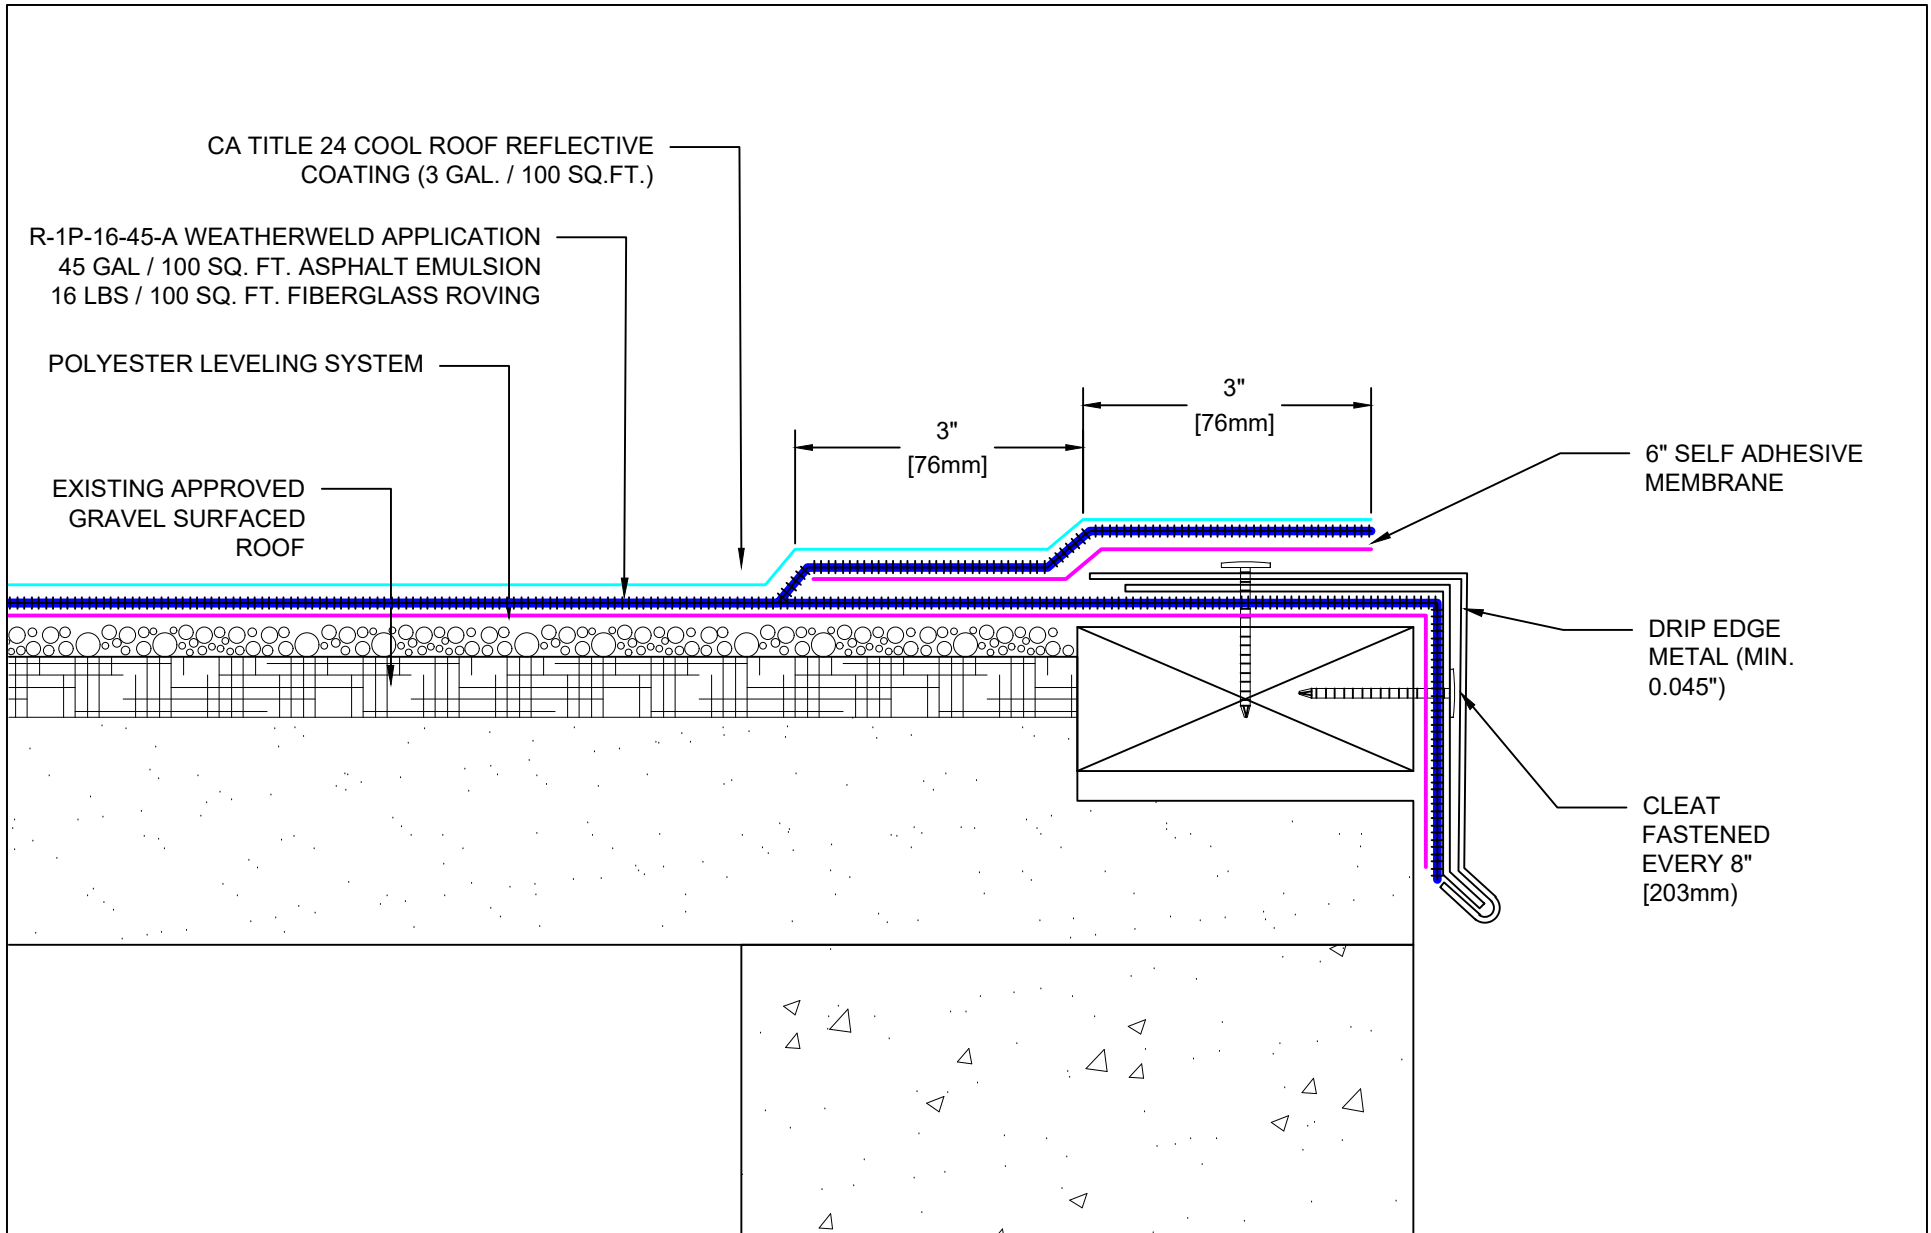 CA TITLE 24 COOL ROOF REFLECTIVE
COATING (3 GAL. / 100 SQ.FT.)
R-1P-16-45-A WEATHERWELD APPLICATION
45 GAL / 100 SQ. FT. ASPHALT EMULSION
16 LBS / 100 SQ. FT. FIBERGLASS ROVING
POLYESTER LEVELING SYSTEM
EXISTING APPROVED
GRAVEL SURFACED
ROOF
3"
[76mm]
3"
[76mm]
6" SELF ADHESIVE
MEMBRANE
DRIP EDGE
METAL (MIN.
0.045")
CLEAT
FASTENED
EVERY 8"
[203mm)